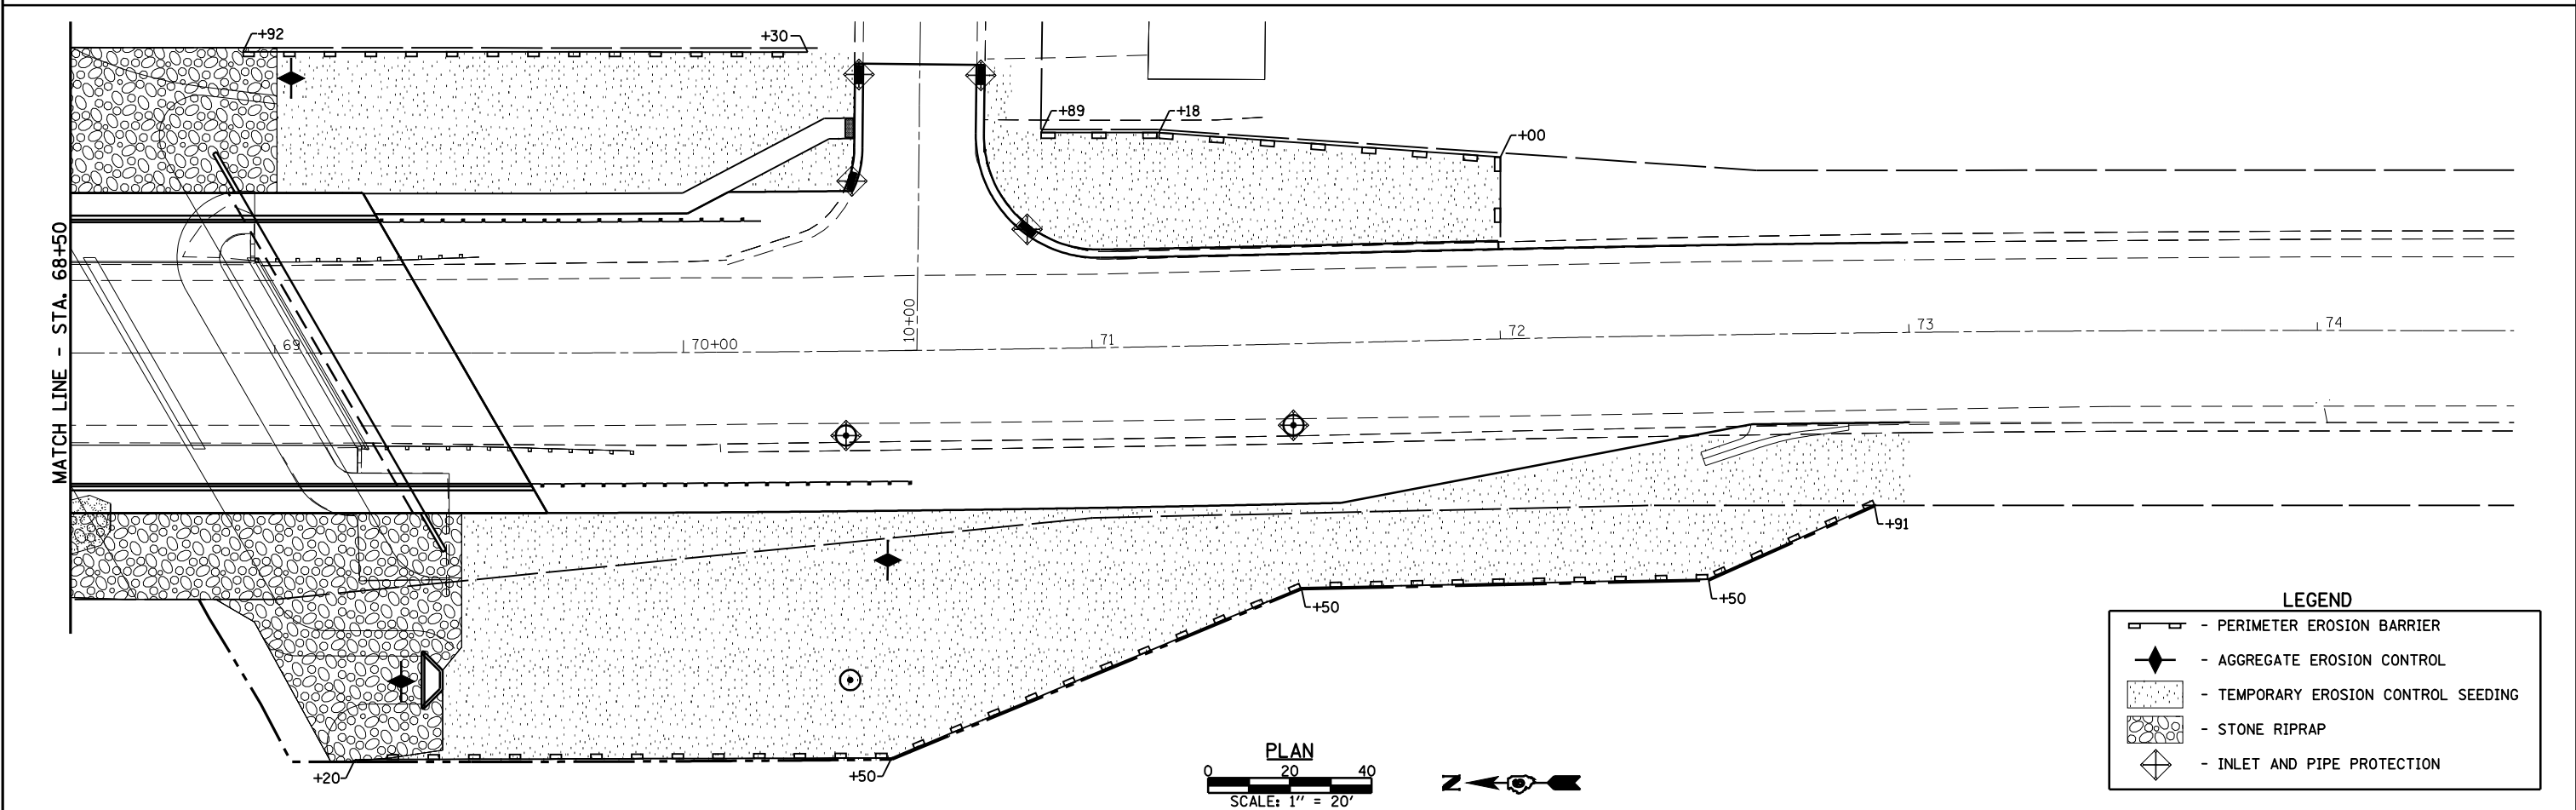 +92
+30
+89
+18
+00
MATCH LINE - STA. 68+50
69
70+00
10+00
71
72
73
74
+91
+50
+50
+20
+50
PLAN
0 20 40
SCALE: 1" = 20'
N
LEGEND
- PERIMETER EROSION BARRIER
- AGGREGATE EROSION CONTROL
- TEMPORARY EROSION CONTROL SEEDING
- STONE RIPRAP
- INLET AND PIPE PROTECTION